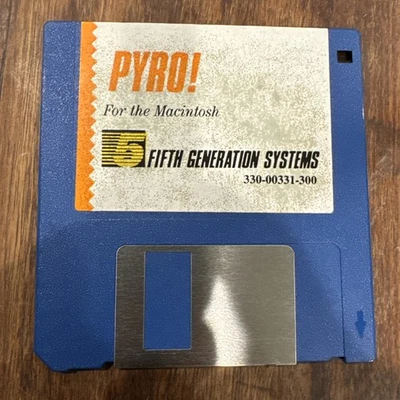 PYRO!
For the Macintosh
5 FIFTH GENERATION SYSTEMS
330-00331-300